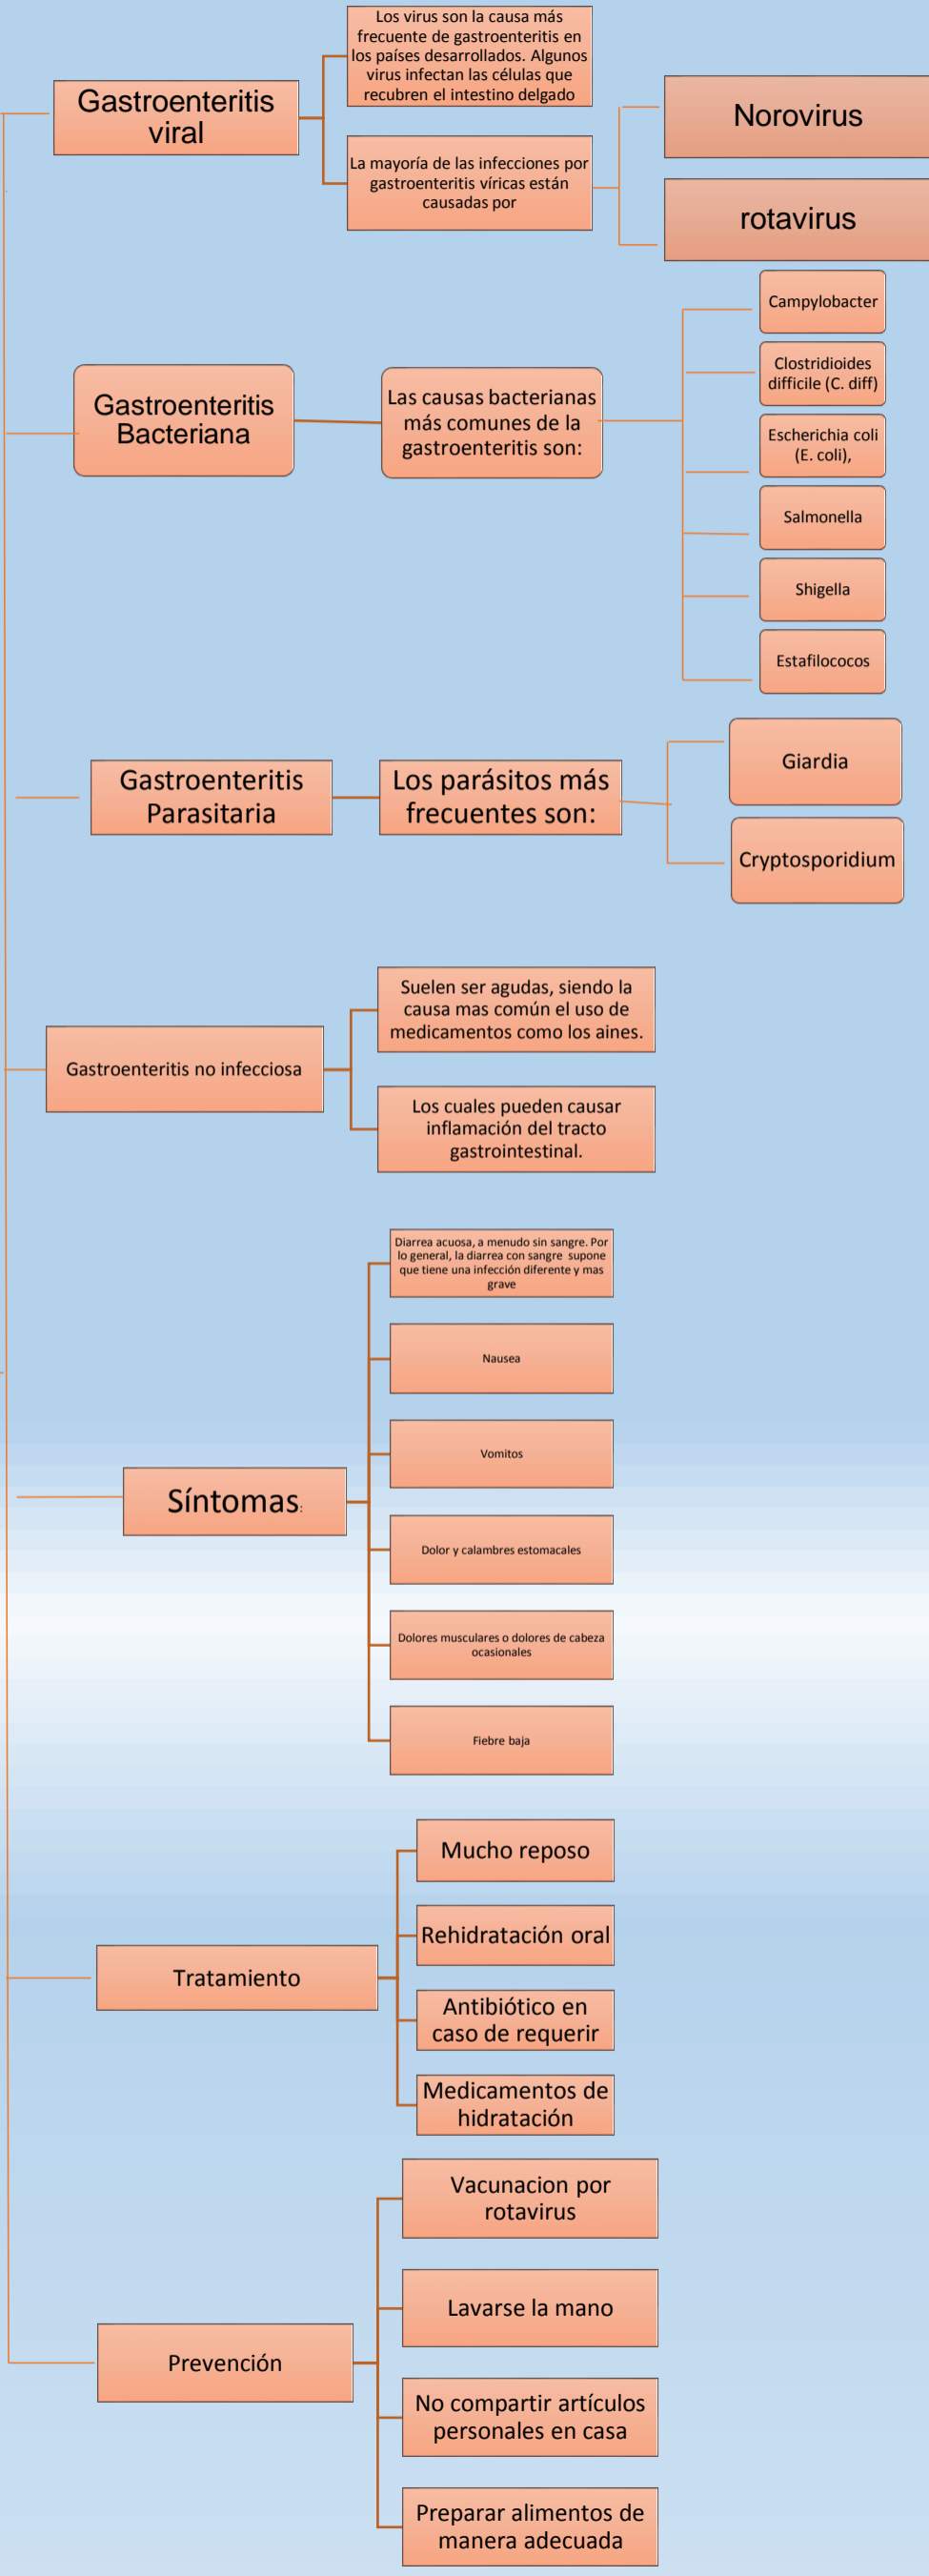 Los virus son la causa más
frecuente de gastroenteritis en
los países desarrollados. Algunos
virus infectan las células que
recubren el intestino delgado
Gastroenteritis
viral
La mayoría de las infecciones por
gastroenteritis víricas están
causadas por
Norovirus
rotavirus
Gastroenteritis
Bacteriana
Las causas bacterianas
más comunes de la
gastroenteritis son:
Campylobacter
Clostridioides
difficile (C. diff)
Escherichia coli
(E. coli),
Salmonella
Shigella
Estafilococos
Gastroenteritis
Parasitaria
Los parásitos más
frecuentes son:
Giardia
Cryptosporidium
Gastroenteritis no infecciosa
Suelen ser agudas, siendo la
causa mas común el uso de
medicamentos como los aines.
Los cuales pueden causar
inflamación del tracto
gastrointestinal.
Síntomas:
Diarrea acuosa, a menudo sin sangre. Por
lo general, la diarrea con sangre supone
que tiene una infección diferente y mas
grave
Nausea
Vomitos
Dolor y calambres estomacales
Dolores musculares o dolores de cabeza
ocasionales
Fiebre baja
Tratamiento
Mucho reposo
Rehidratación oral
Antibiótico en
caso de requerir
Medicamentos de
hidratación
Prevención
Vacunacion por
rotavirus
Lavarse la mano
No compartir artículos
personales en casa
Preparar alimentos de
manera adecuada